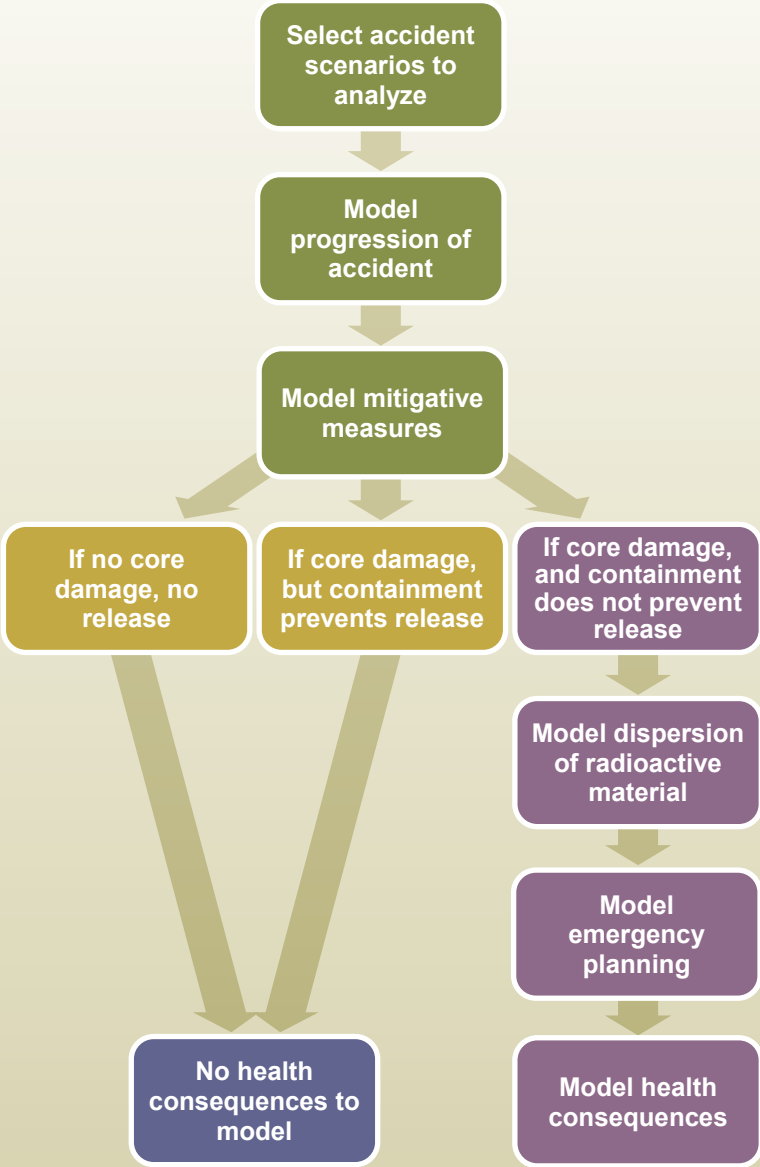 Select accident
scenarios to
analyze
Model
progression of
accident
Model mitigative
measures
If no core
damage, no
release
If core damage,
but containment
prevents release
If core damage,
and containment
does not prevent
release
Model dispersion
of radioactive
material
Model
emergency
planning
No health
consequences to
model
Model health
consequences